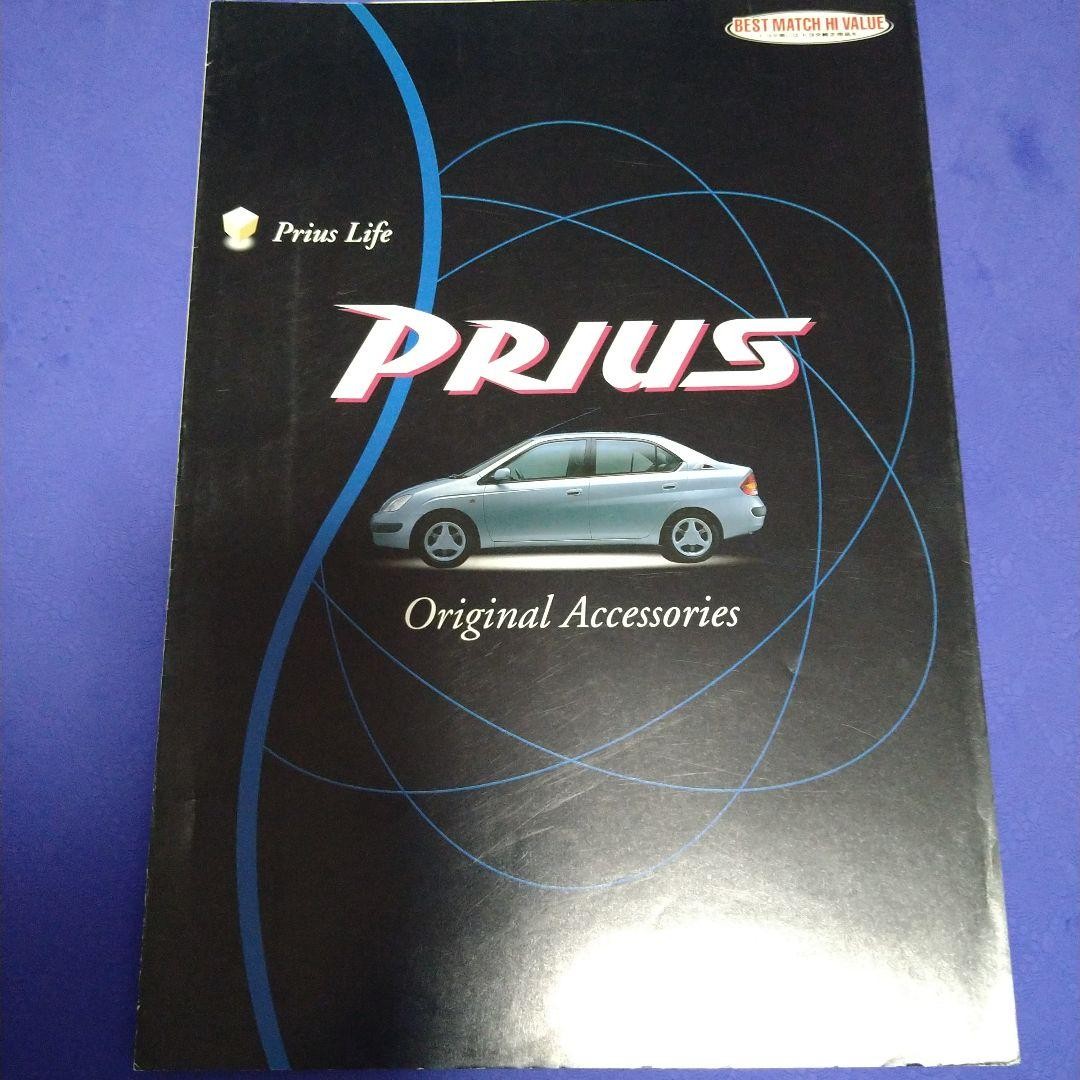 BEST MATCH HI VALUE
Prius Life
PRIUS
Original Accessories